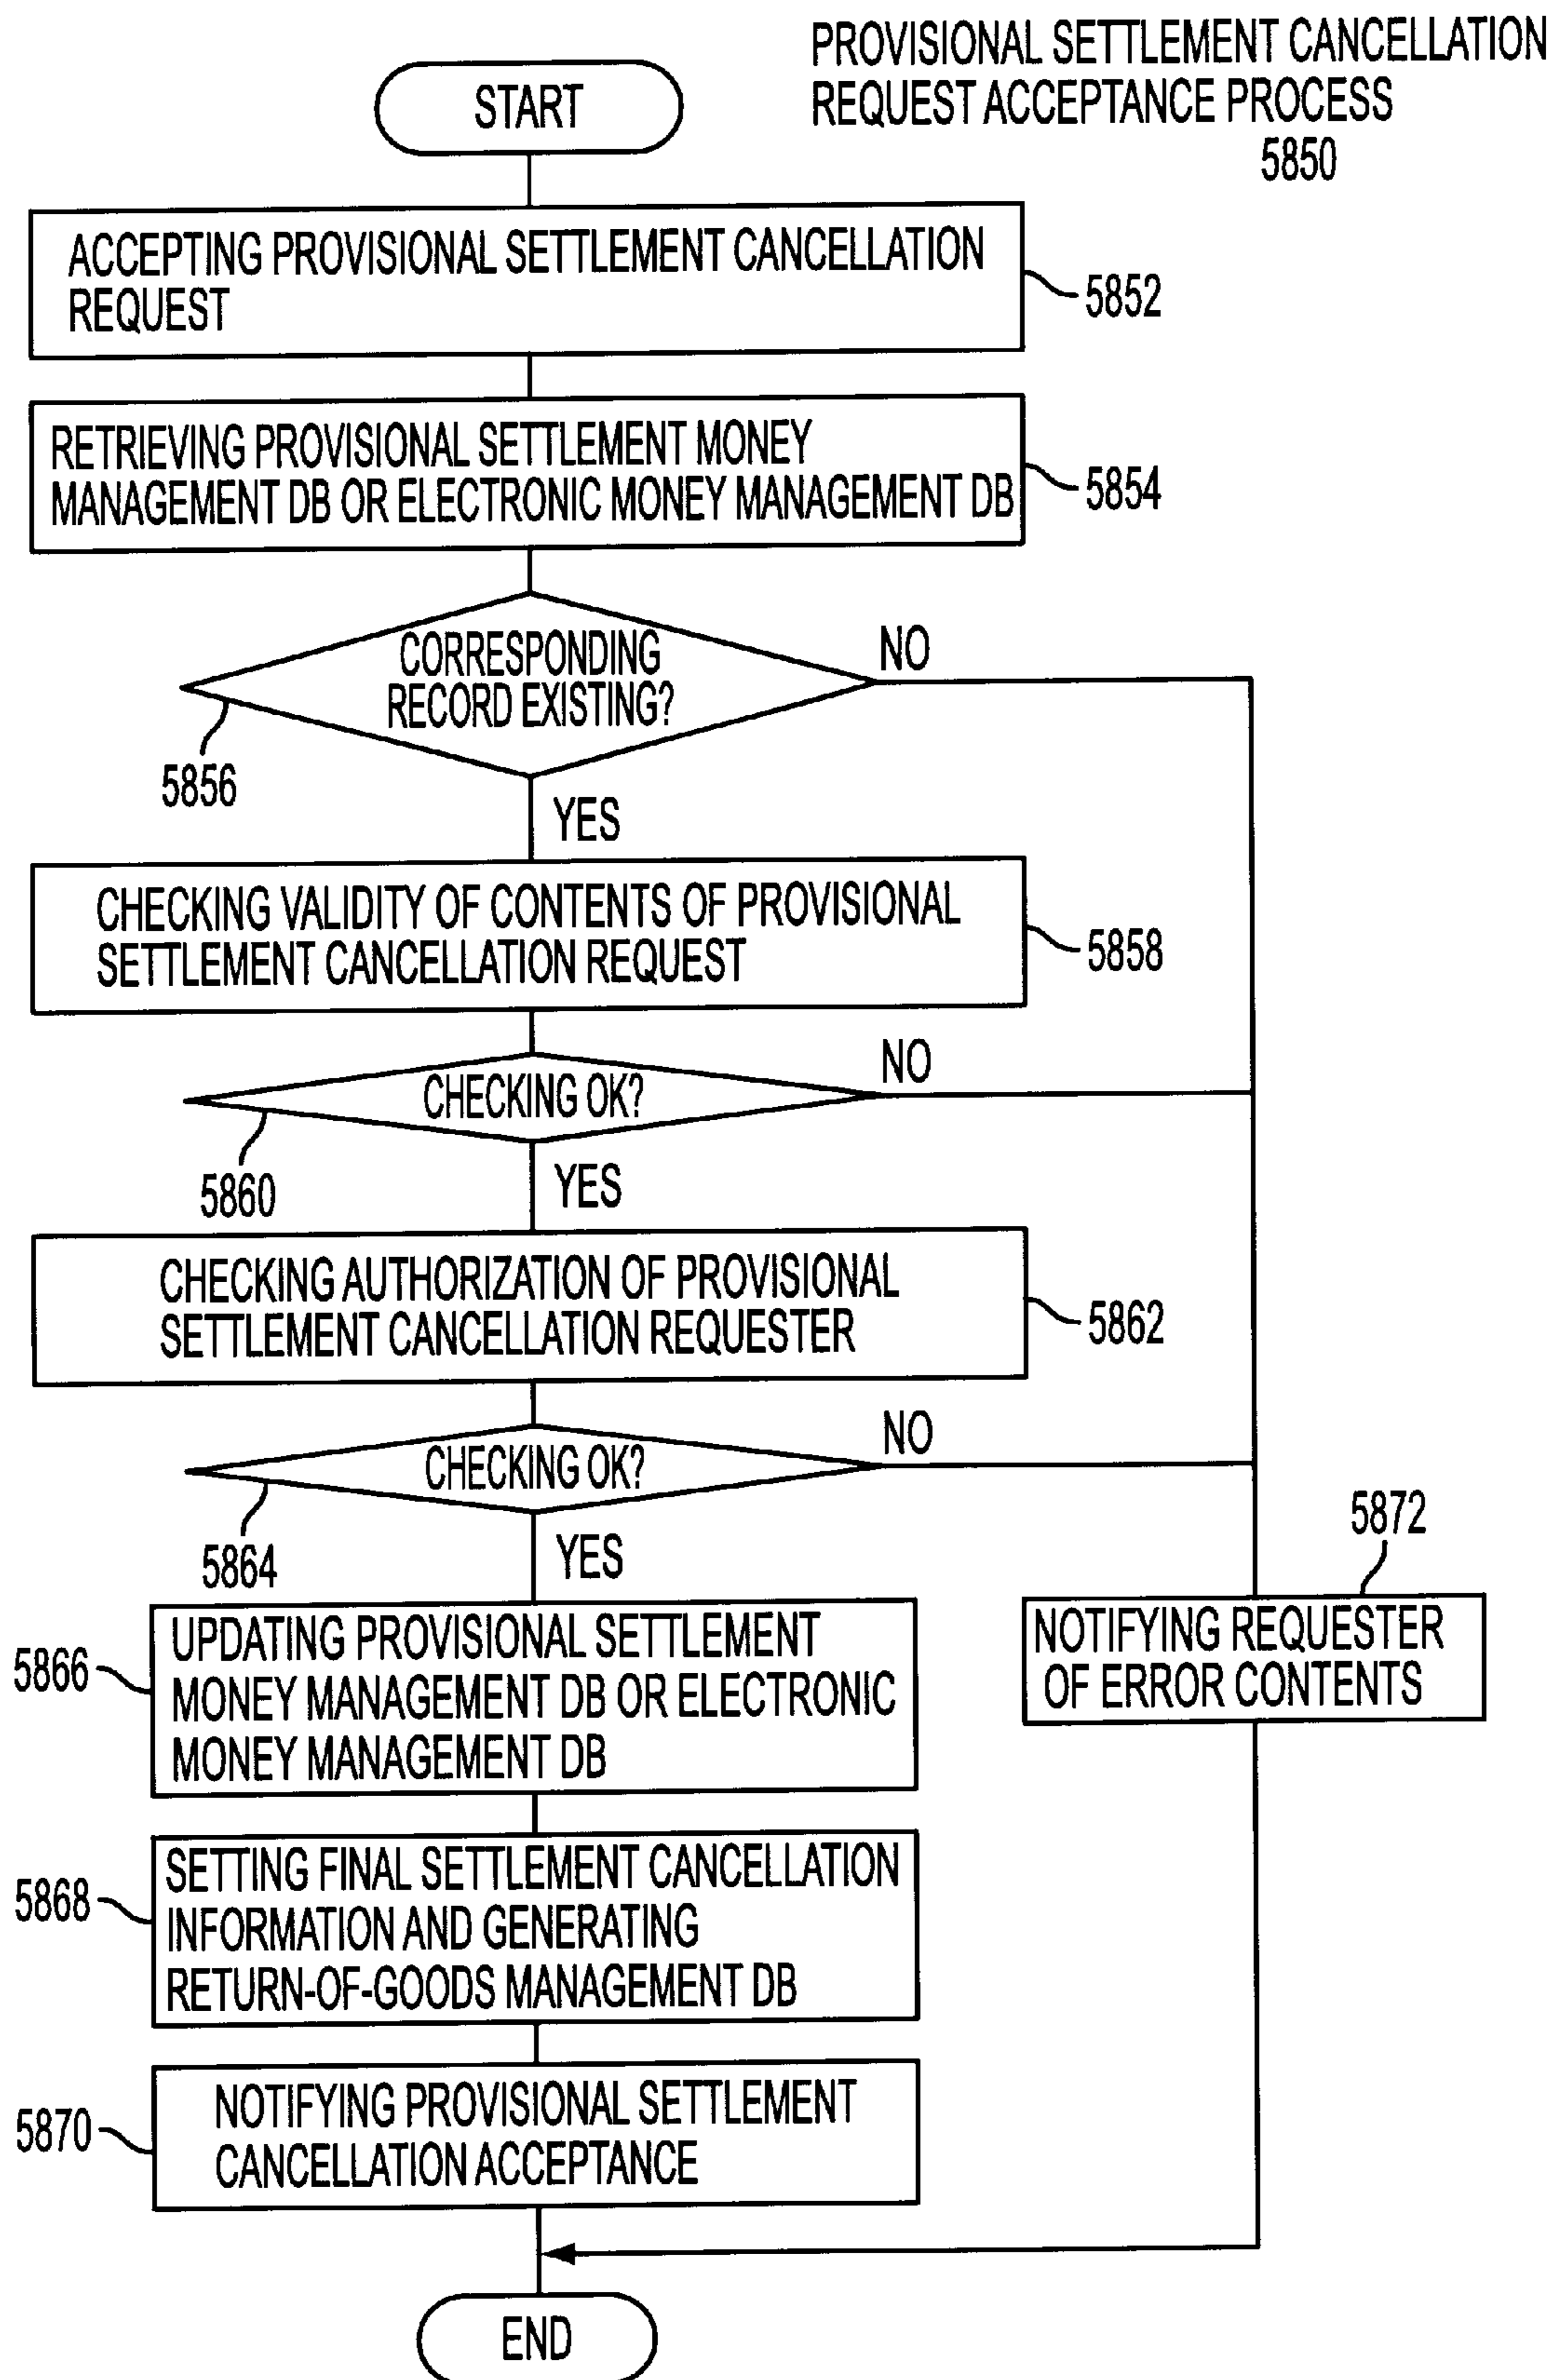 PROVISIONAL SETTLEMENT CANCELLATION
REQUEST ACCEPTANCE PROCESS
5850
START
ACCEPTING PROVISIONAL SETTLEMENT CANCELLATION
REQUEST
5852
RETRIEVING PROVISIONAL SETTLEMENT MONEY
MANAGEMENT DB OR ELECTRONIC MONEY MANAGEMENT DB
5854
CORRESPONDING
RECORD EXISTING?
NO
5856
YES
CHECKING VALIDITY OF CONTENTS OF PROVISIONAL
SETTLEMENT CANCELLATION REQUEST
5858
CHECKING OK?
NO
5860
YES
CHECKING AUTHORIZATION OF PROVISIONAL
SETTLEMENT CANCELLATION REQUESTER
5862
CHECKING OK?
NO
5864
YES
5872
NOTIFYING REQUESTER
OF ERROR CONTENTS
5866
UPDATING PROVISIONAL SETTLEMENT
MONEY MANAGEMENT DB OR ELECTRONIC
MONEY MANAGEMENT DB
5868
SETTING FINAL SETTLEMENT CANCELLATION
INFORMATION AND GENERATING
RETURN-OF-GOODS MANAGEMENT DB
5870
NOTIFYING PROVISIONAL SETTLEMENT
CANCELLATION ACCEPTANCE
END